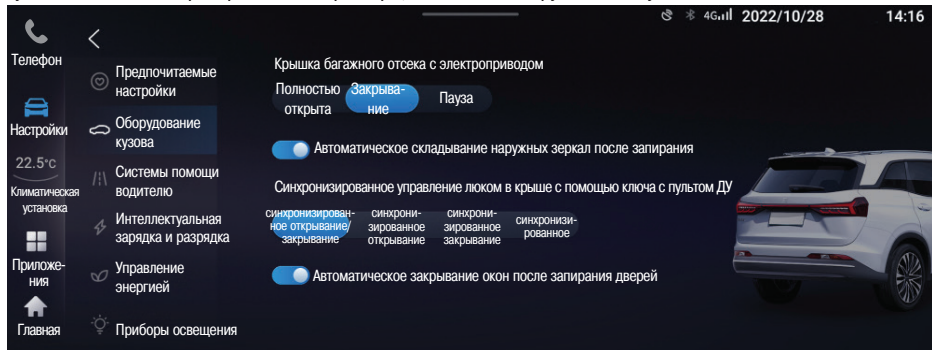 4G 2022/10/28 14:16
Телефон
Настройки
22.5°c
Климатическая
установка
Приложе-
ния
Главная
Предпочитаемые
настройки
Оборудование
кузова
Системы помощи
водителю
Интеллектуальная
зарядка и разрядка
Управление
энергией
Приборы освещения
Крышка багажного отсека с электроприводом
Полностью
открыта
Закрыва-
ние
Пауза
Автоматическое складывание наружных зеркал после запирания
Синхронизированное управление люком в крыше с помощью ключа с пультом ДУ
синхронизирован-
ное открывание/
закрывание
синхрони-
зированное
открывание
синхрони-
зированное
закрывание
синхронизи-
рованное
Автоматическое закрывание окон после запирания дверей